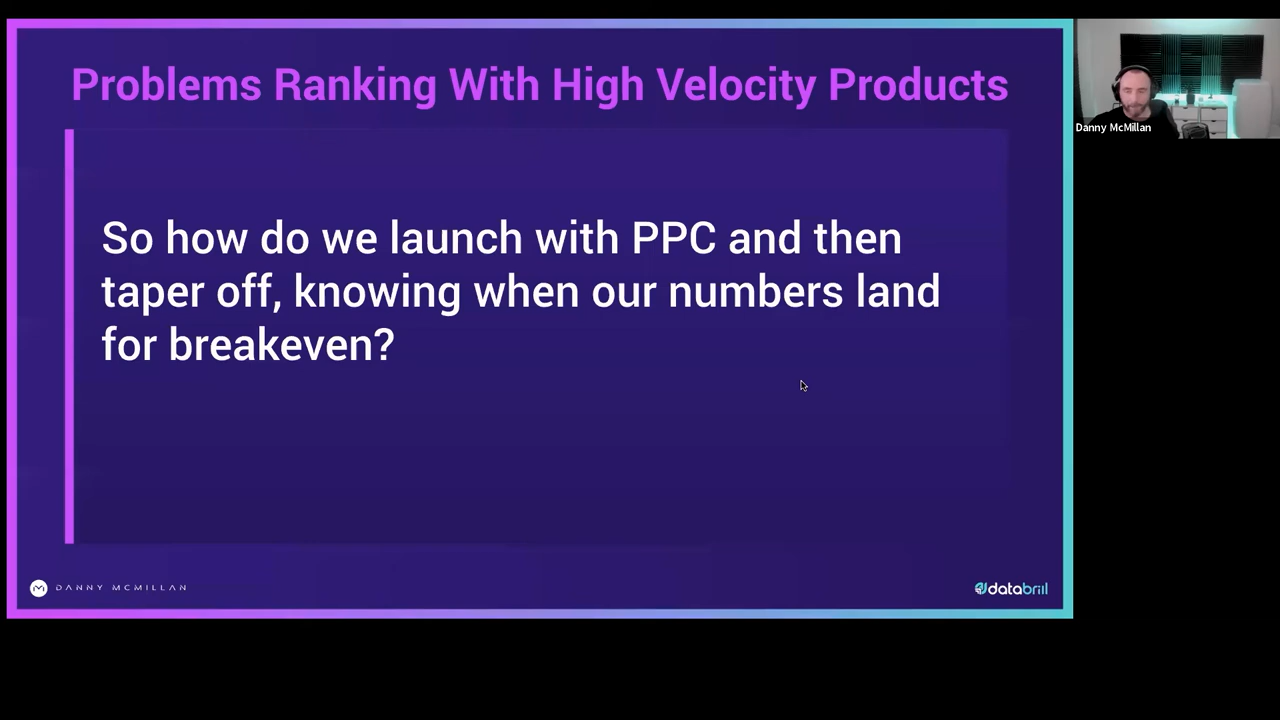 Problems Ranking With High Velocity Products
So how do we launch with PPC and then
taper off, knowing when our numbers land
for breakeven?
Danny McMillan
DANNY MCMILLAN
databrill